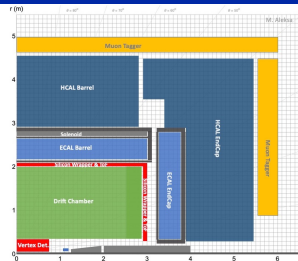 r (m)
M. Aleksa
5
Muon Tagger
4
HCAL Barrel
HCAL EndCap
3
Solenoid
ECAL Barrel
ECAL EndCap
Muon Tagger
2
Silicon Wrapper & ToF
Silicon Wrapper & ToF
Drift Chamber
1
Vertex Det.
0
0 1 2 3 4 5 6